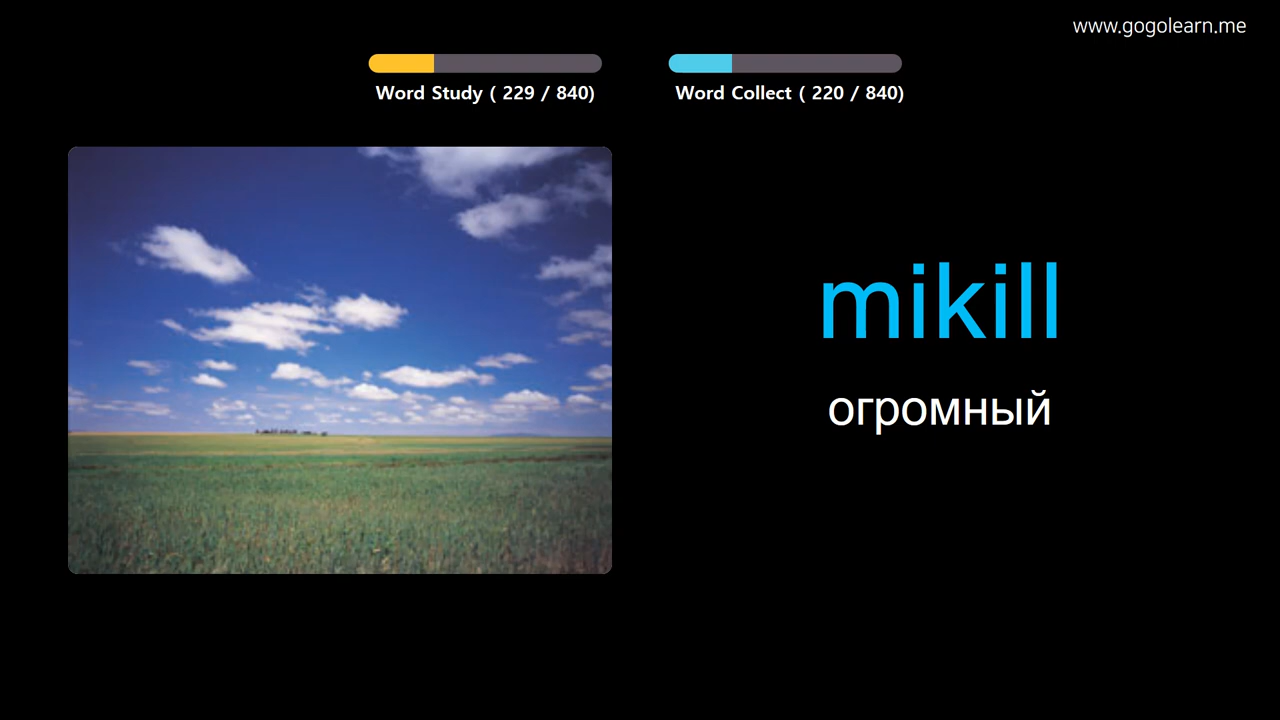 www.gogolearn.me
Word Study ( 229 / 840)
Word Collect ( 220 / 840)
mikill
огромный